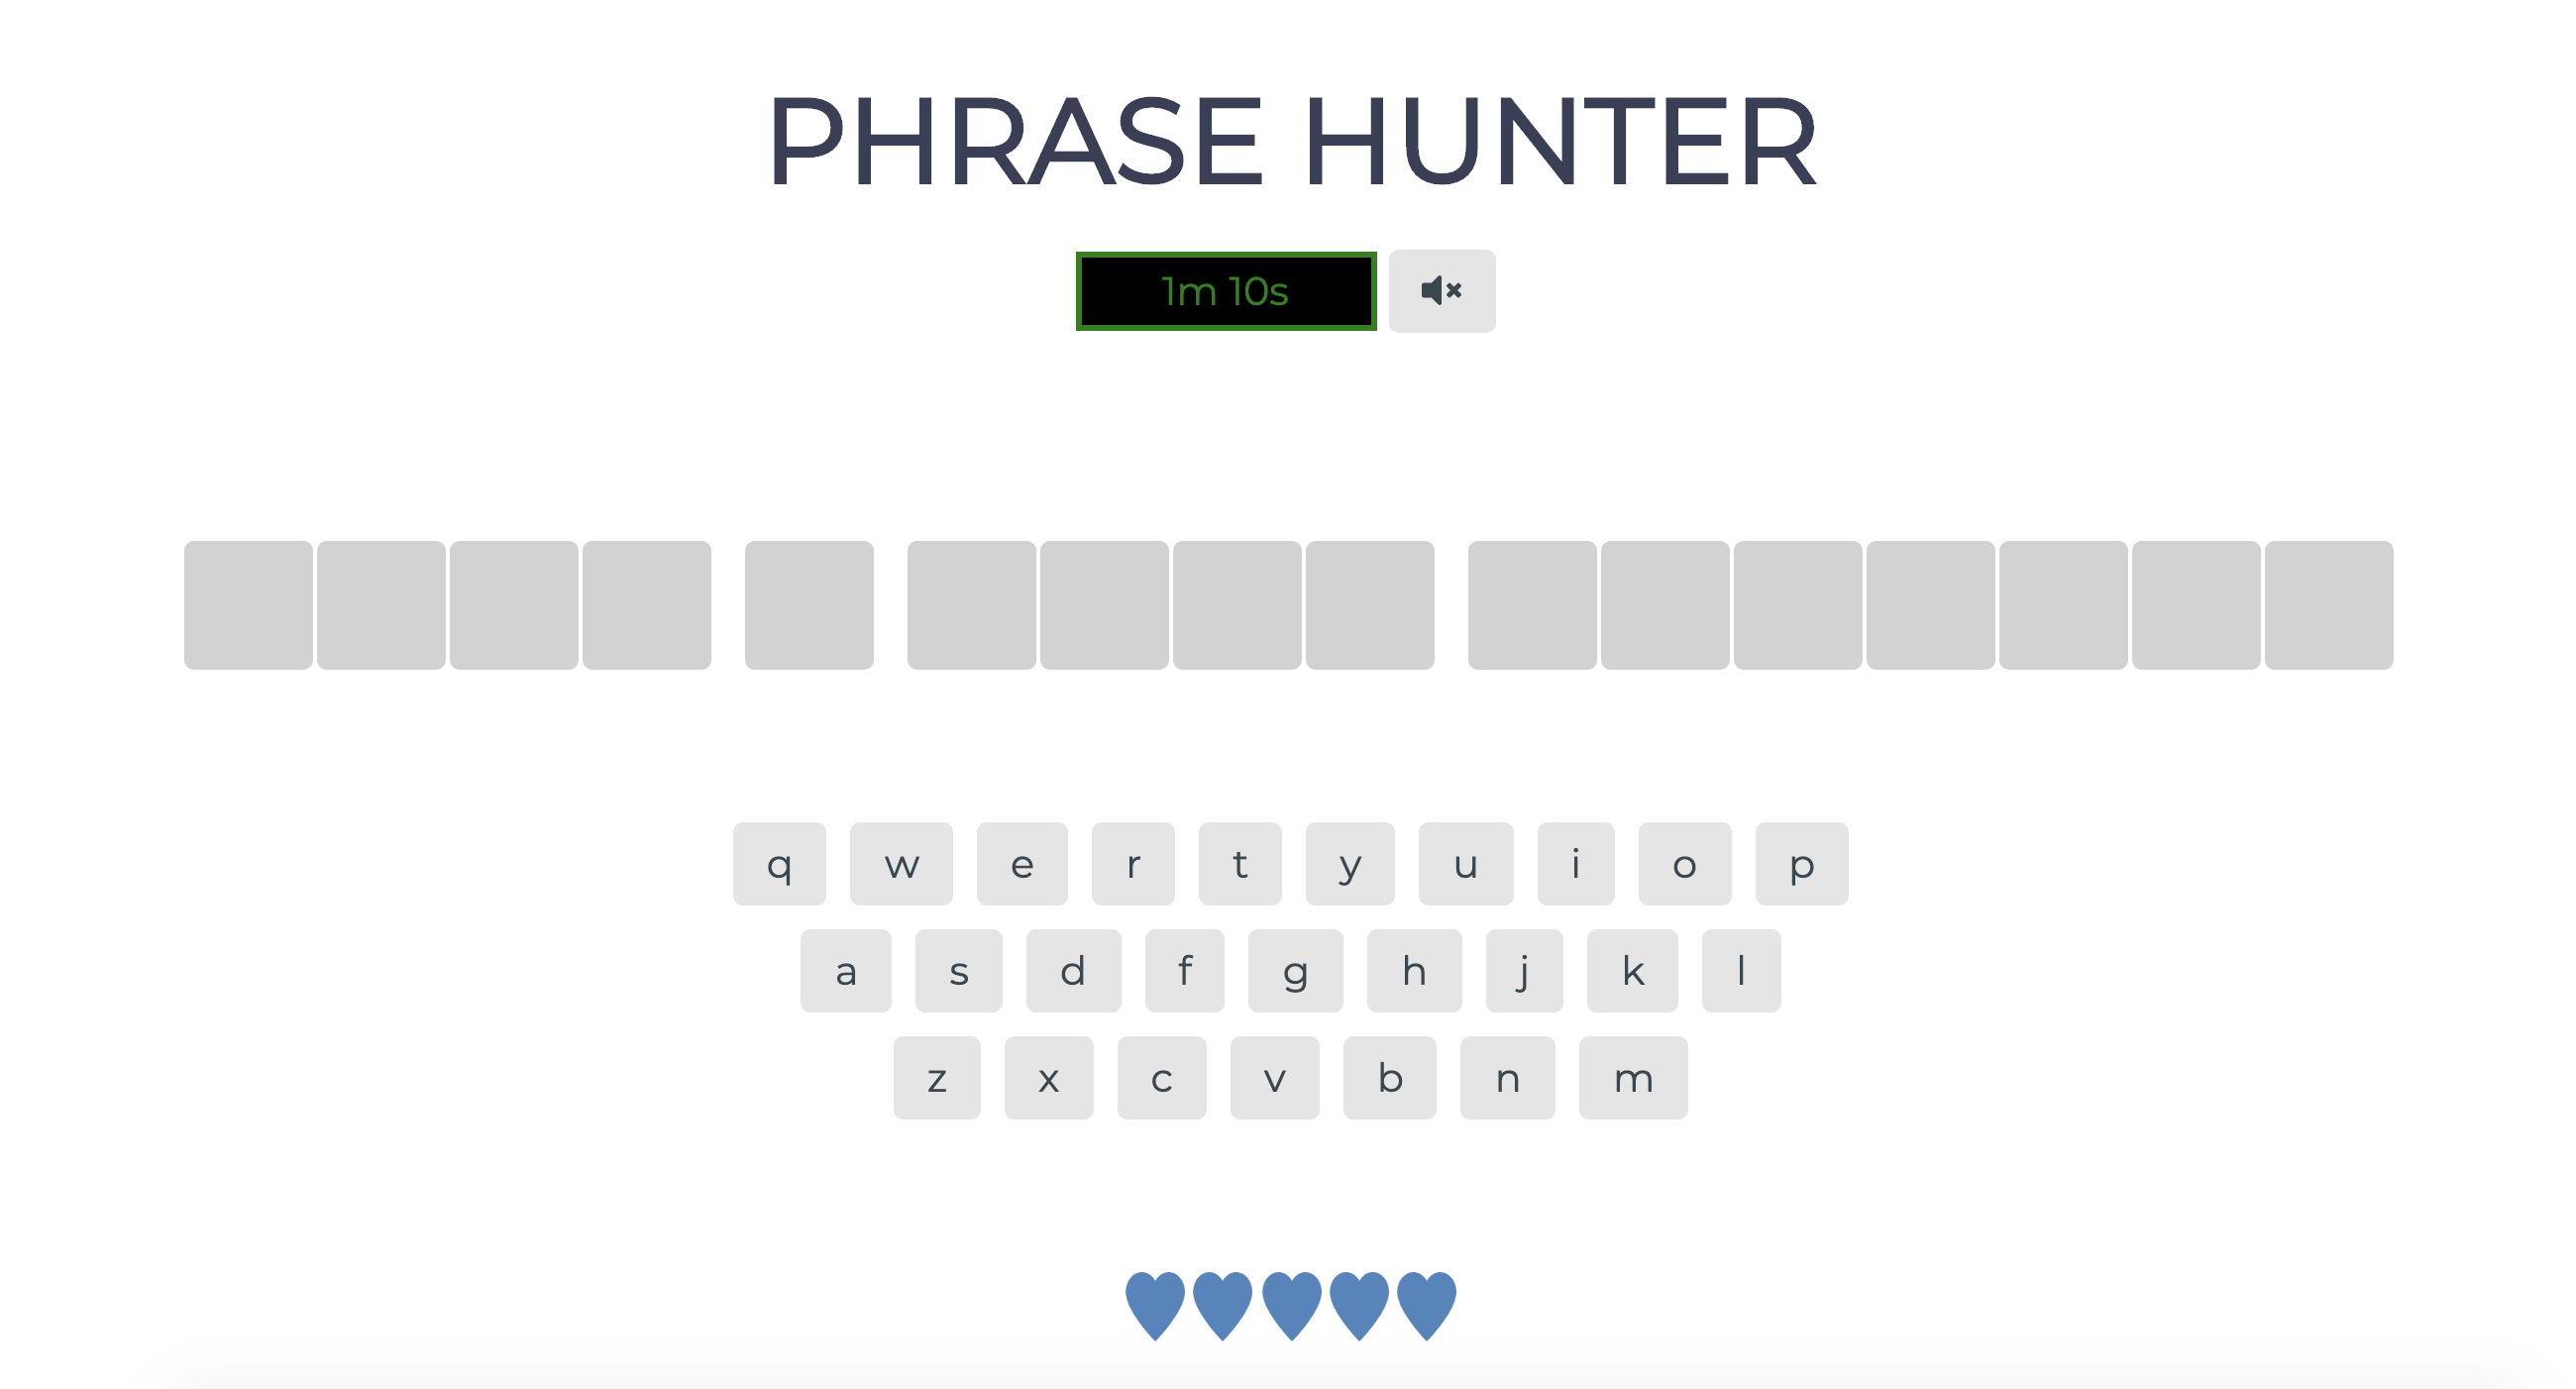 PHRASE HUNTER
1m 10s
q w e r t y u i o p
a s d f g h j k l
z x c v b n m